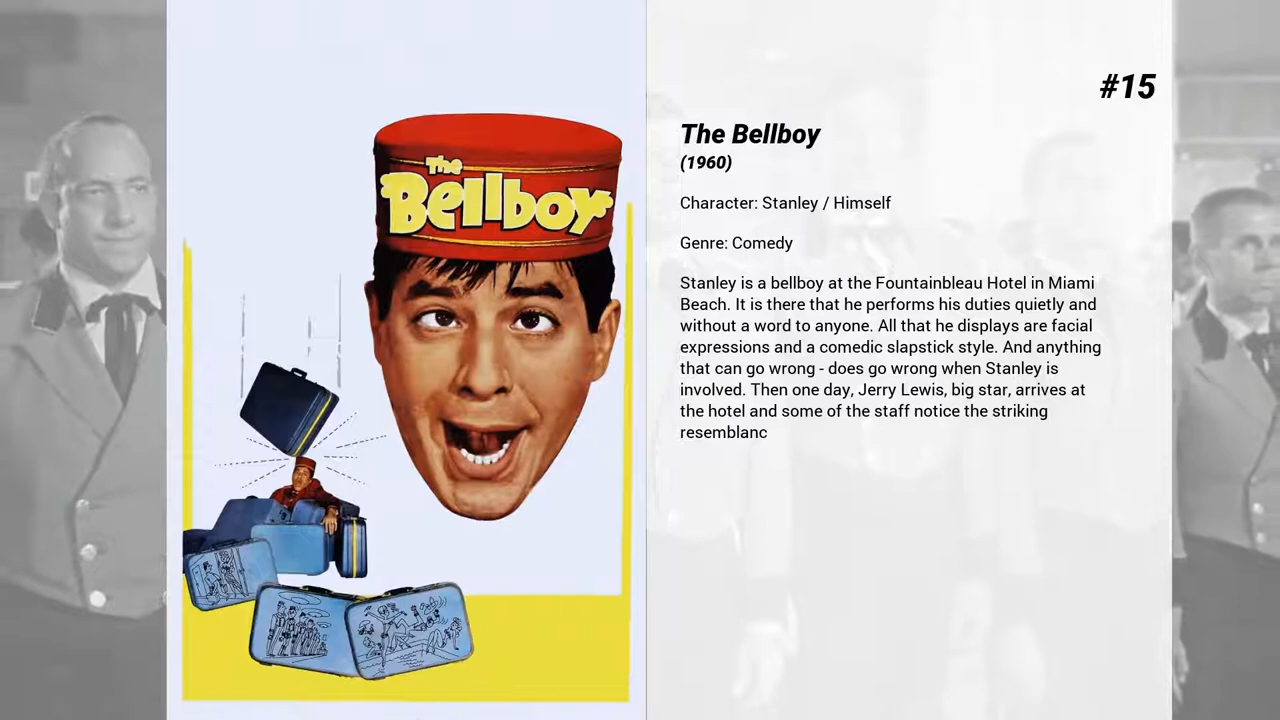 The
Bellboy
#15
The Bellboy
(1960)
Character: Stanley / Himself
Genre: Comedy
Stanley is a bellboy at the Fountainbleau Hotel in Miami
Beach. It is there that he performs his duties quietly and
without a word to anyone. All that he displays are facial
expressions and a comedic slapstick style. And anything
that can go wrong - does go wrong when Stanley is
involved. Then one day, Jerry Lewis, big star, arrives at
the hotel and some of the staff notice the striking
resemblanc